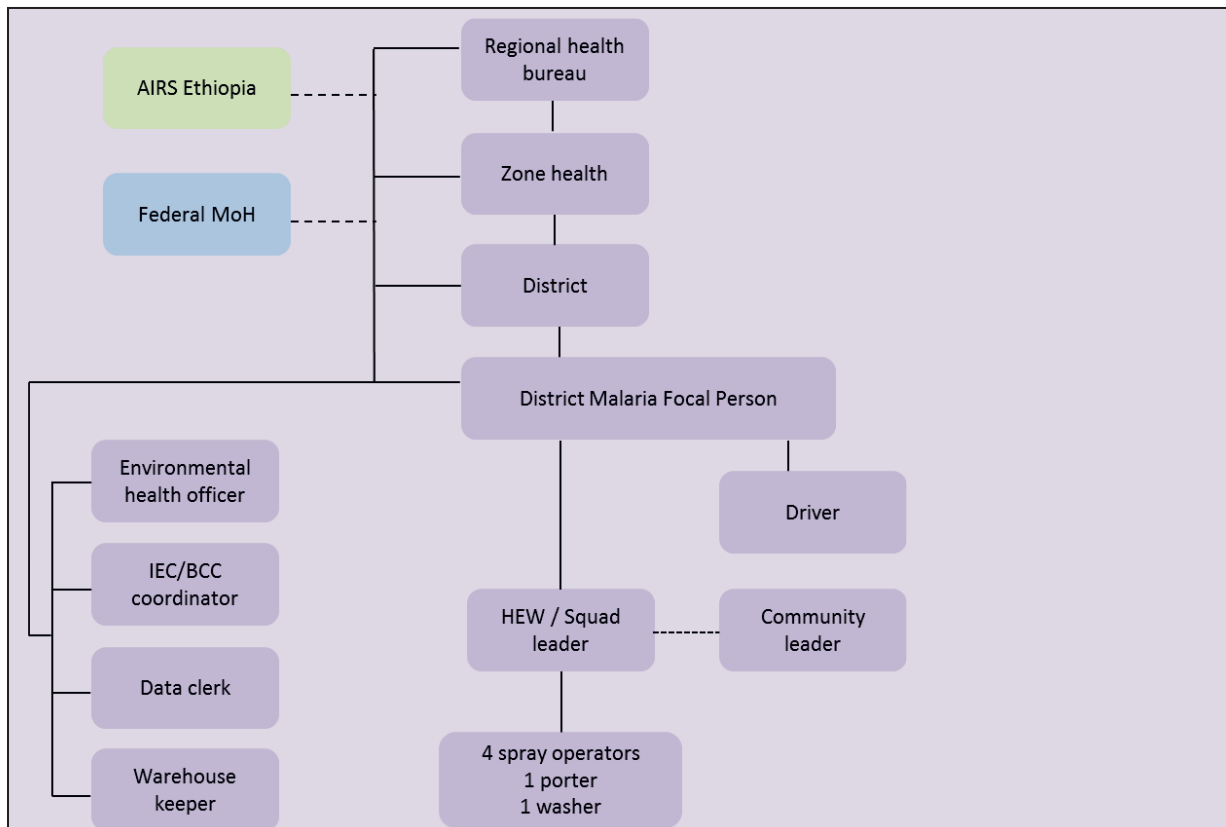 Regional health
bureau
AIRS Ethiopia
Zone health
Federal MoH
District
District Malaria Focal Person
Environmental
health officer
Driver
IEC/BCC
coordinator
HEW / Squad
leader
Community
leader
Data clerk
4 spray operators
1 porter
1 washer
Warehouse
keeper